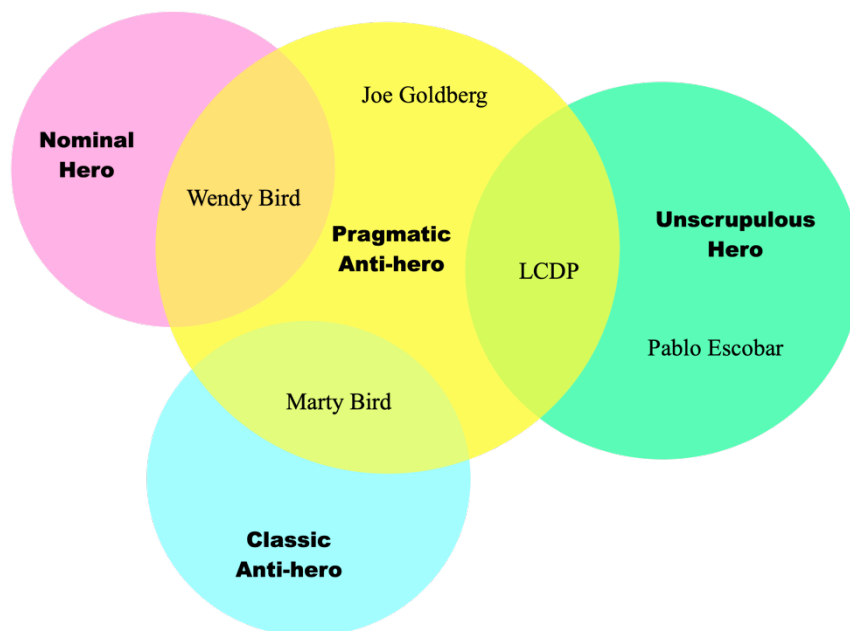 Joe Goldberg
Nominal
Hero
Wendy Bird
Pragmatic
Anti-hero
Unscrupulous
Hero
LCDP
Pablo Escobar
Marty Bird
Classic
Anti-hero